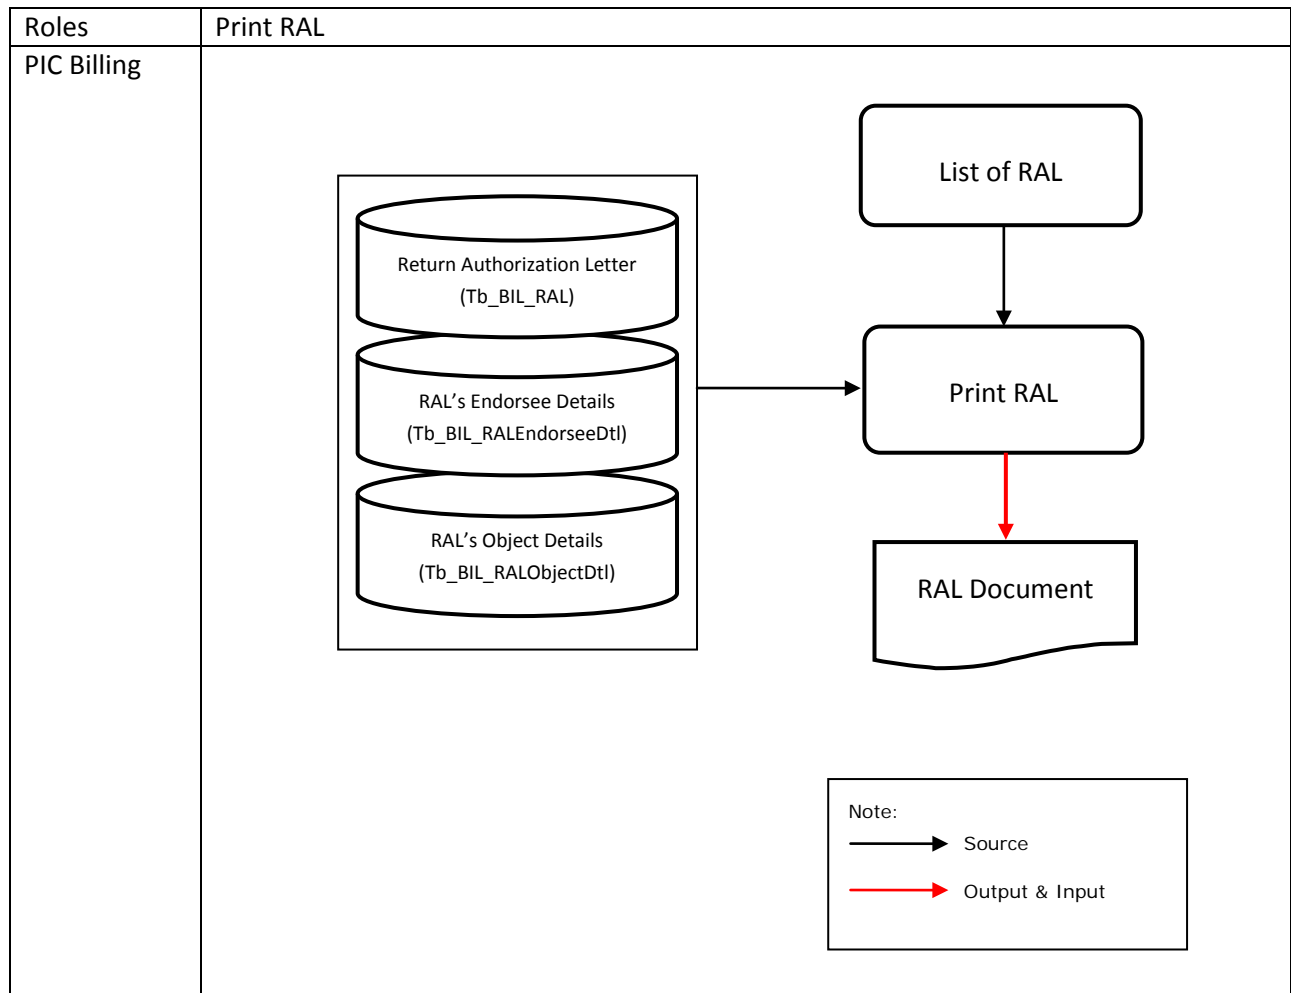 Roles
Print RAL
PIC Billing
List of RAL
Return Authorization Letter
(Tb_BIL_RAL)
RAL’s Endorsee Details
(Tb_BIL_RALEndorseeDtl)
Print RAL
RAL’s Object Details
(Tb_BIL_RALObjectDtl)
RAL Document
Note:
Source
Output & Input